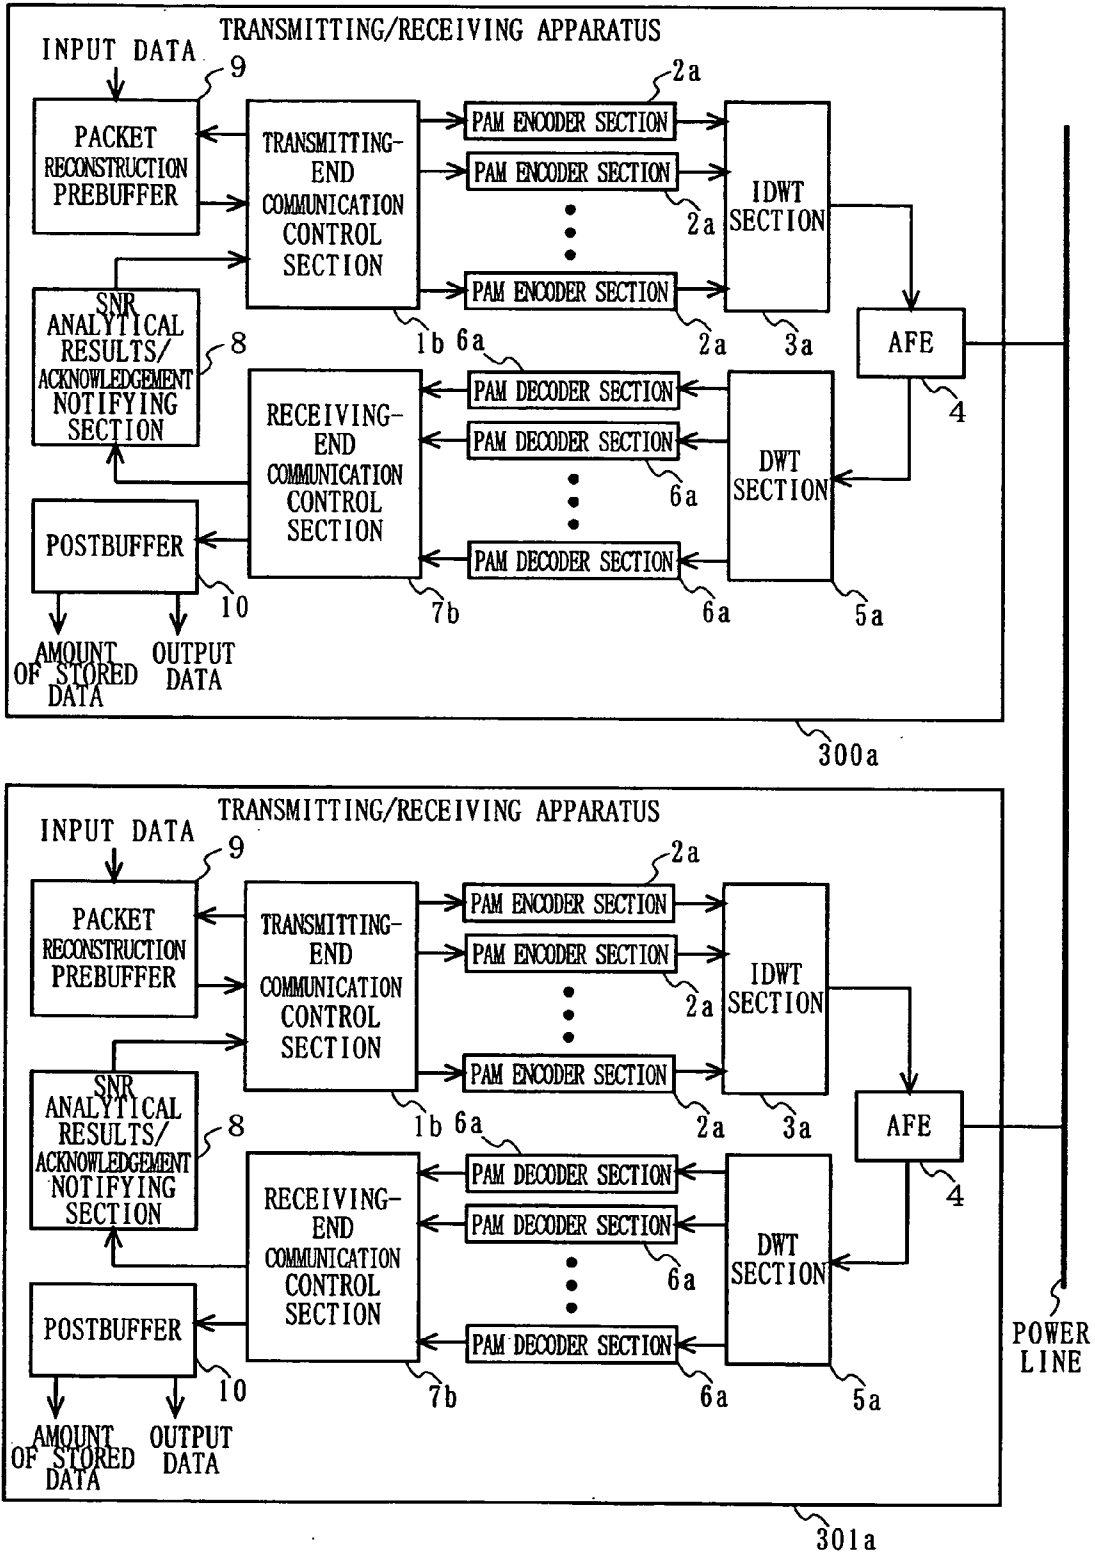 TRANSMITTING/RECEIVING APPARATUS
INPUT DATA
9
2a
PACKET
RECONSTRUCTION
PREBUFFER
TRANSMITTING-
END
COMMUNICATION
CONTROL
SECTION
PAM ENCODER SECTION
PAM ENCODER SECTION
2a
PAM ENCODER SECTION
2a
IDWT
SECTION
3a
1b
SNR
ANALYTICAL
RESULTS/
ACKNOWLEDGEMENT
NOTIFYING
SECTION
8
AFE
4
6a
RECEIVING-
END
COMMUNICATION
CONTROL
SECTION
PAM DECODER SECTION
PAM DECODER SECTION
6a
PAM DECODER SECTION
6a
DWT
SECTION
5a
7b
POSTBUFFER
10
AMOUNT
OF STORED
DATA
OUTPUT
DATA
300a
TRANSMITTING/RECEIVING APPARATUS
INPUT DATA
9
2a
PACKET
RECONSTRUCTION
PREBUFFER
TRANSMITTING-
END
COMMUNICATION
CONTROL
SECTION
PAM ENCODER SECTION
PAM ENCODER SECTION
2a
PAM ENCODER SECTION
2a
IDWT
SECTION
3a
1b
SNR
ANALYTICAL
RESULTS/
ACKNOWLEDGEMENT
NOTIFYING
SECTION
8
AFE
4
6a
RECEIVING-
END
COMMUNICATION
CONTROL
SECTION
PAM DECODER SECTION
PAM DECODER SECTION
6a
PAM DECODER SECTION
6a
DWT
SECTION
5a
7b
POSTBUFFER
10
AMOUNT
OF STORED
DATA
OUTPUT
DATA
POWER
LINE
301a